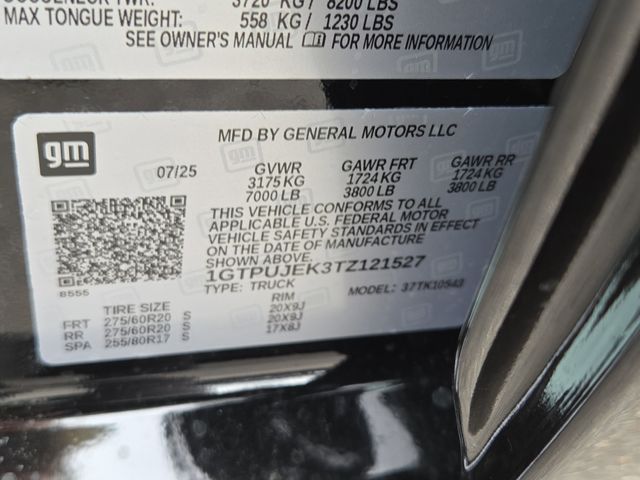 3720 KG / 8200 LBS
MAX TONGUE WEIGHT: 558 KG / 1230 LBS
SEE OWNER'S MANUAL FOR MORE INFORMATION
gm
MFD BY GENERAL MOTORS LLC
07/25 GVWR GAWR FRT GAWR RR
3175 KG 1724 KG 1724 KG
7000 LB 3800 LB 3800 LB
THIS VEHICLE CONFORMS TO ALL
APPLICABLE U.S. FEDERAL MOTOR
VEHICLE SAFETY STANDARDS IN EFFECT
ON THE DATE OF MANUFACTURE
SHOWN ABOVE.
1GTPUJEK3TZ121527
8555
TYPE: TRUCK MODEL: 37TK10543
TIRE SIZE RIM
FRT 275/60R20 S 20X9J
RR 275/60R20 S 20X9J
SPA 255/80R17 S 17X8J